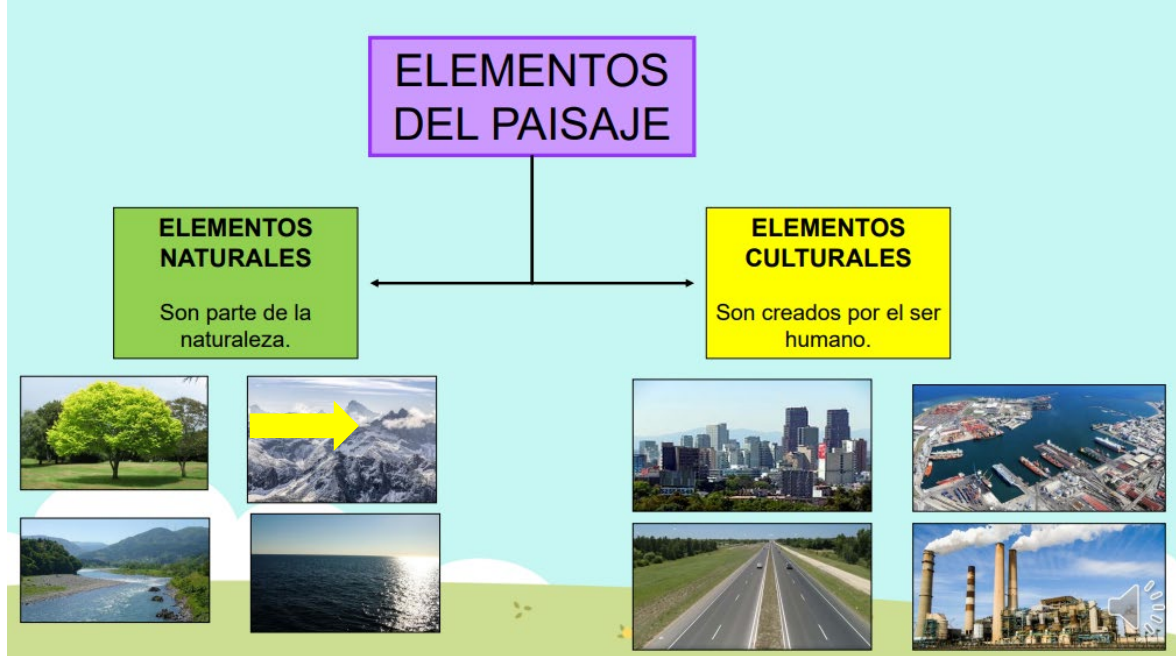 ELEMENTOS
DEL PAISAJE
ELEMENTOS
NATURALES
Son parte de la
naturaleza.
ELEMENTOS
CULTURALES
Son creados por el ser
humano.